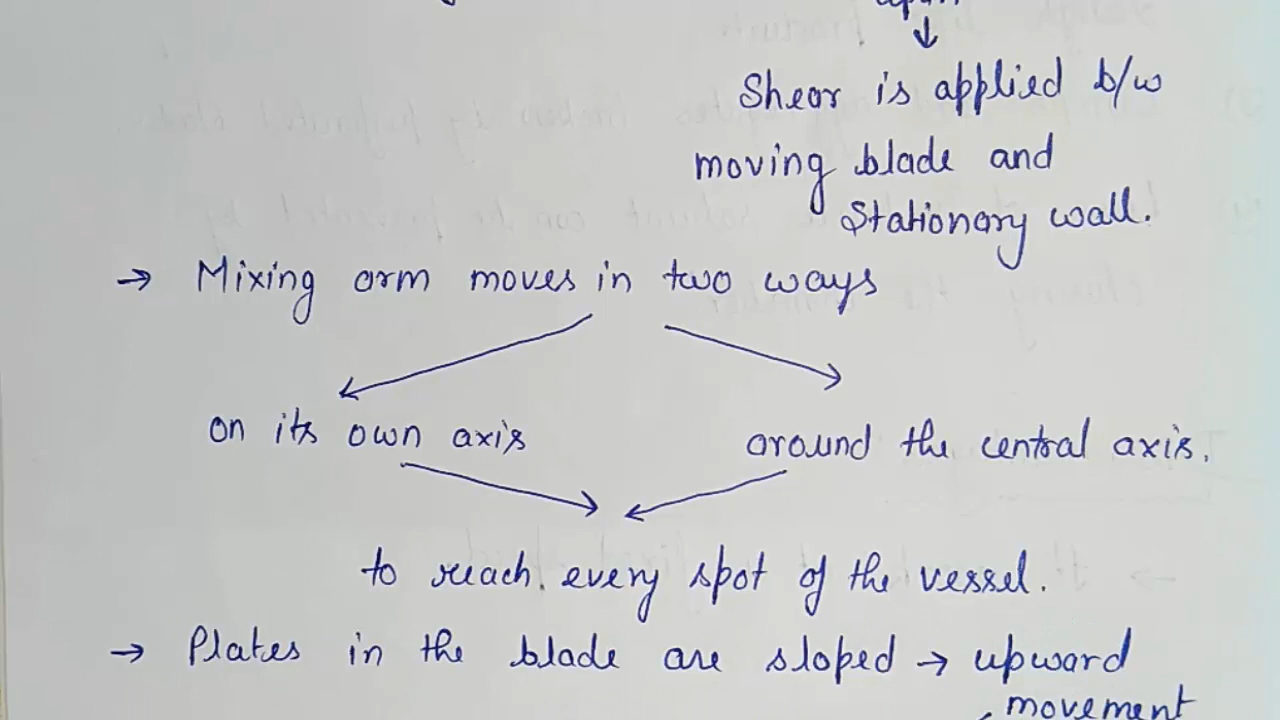 ↓
Shear is applied b/w
moving blade and
Stationary wall.
→ Mixing arm moves in two ways
on its own axis
around the central axis.
to reach every spot of the vessel.
→ Plates in the blade are sloped → upward
movement